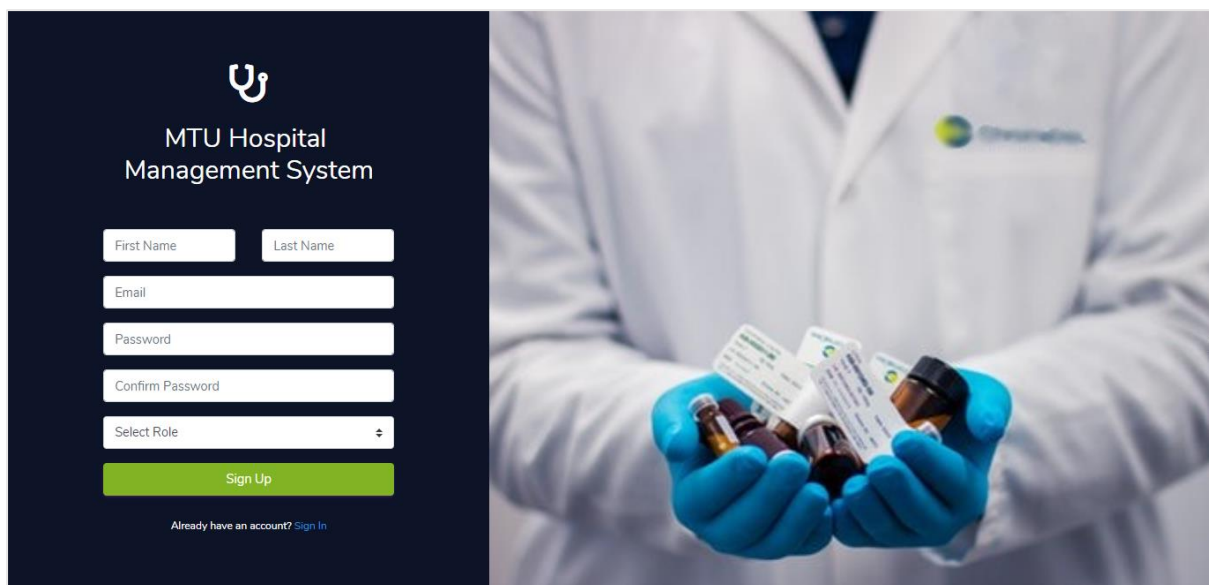 MTU Hospital
Management System
First Name
Last Name
Email
Password
Confirm Password
Select Role
Sign Up
Already have an account? Sign In